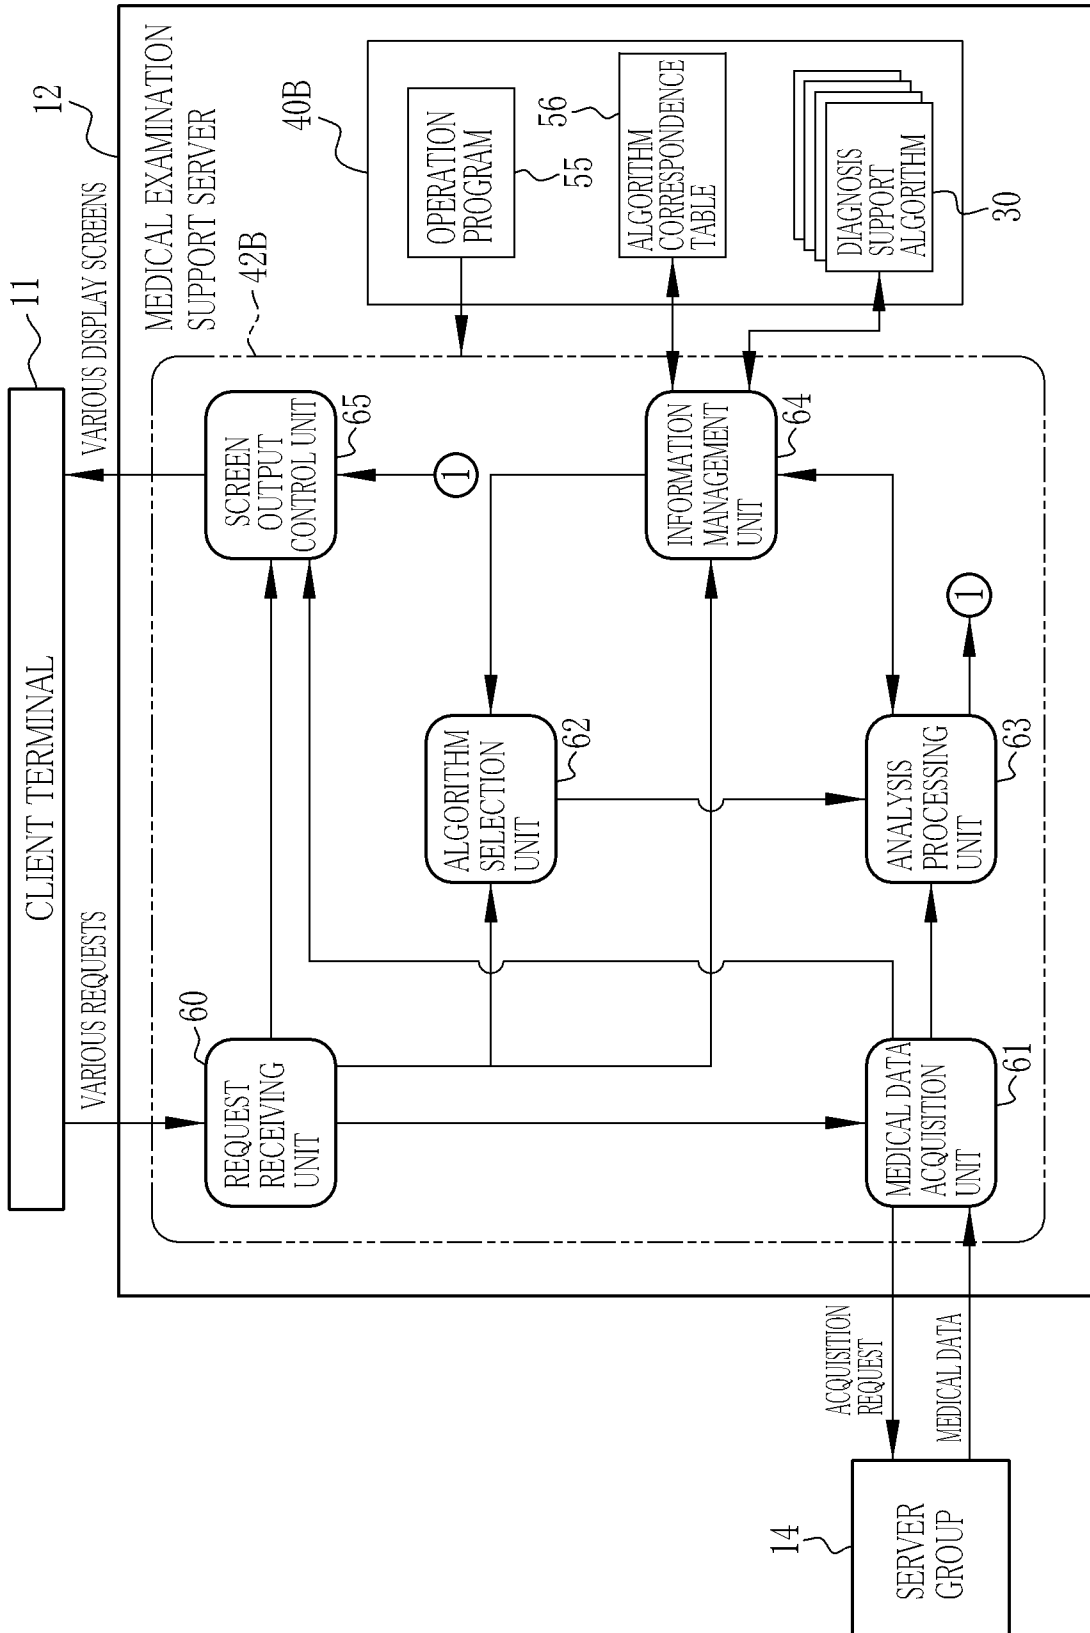 11
CLIENT TERMINAL
VARIOUS REQUESTS
VARIOUS DISPLAY SCREENS
12
MEDICAL EXAMINATION
SUPPORT SERVER
42B
60
REQUEST
RECEIVING
UNIT
SCREEN
OUTPUT
CONTROL UNIT
65
1
40B
OPERATION
PROGRAM
55
ALGORITHM
SELECTION
UNIT
62
56
ALGORITHM
CORRESPONDENCE
TABLE
INFORMATION
MANAGEMENT
UNIT
64
ACQUISITION
REQUEST
MEDICAL DATA
14
SERVER
GROUP
MEDICAL DATA
ACQUISITION
UNIT
61
ANALYSIS
PROCESSING
UNIT
63
1
DIAGNOSIS
SUPPORT
ALGORITHM
30